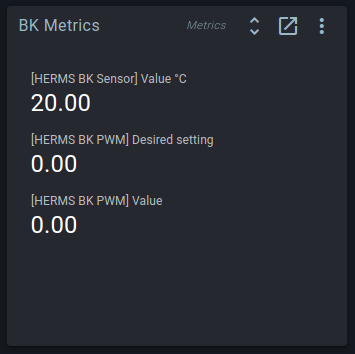 BK Metrics Metrics
[HERMS BK Sensor] Value °C
20.00
[HERMS BK PWM] Desired setting
0.00
[HERMS BK PWM] Value
0.00